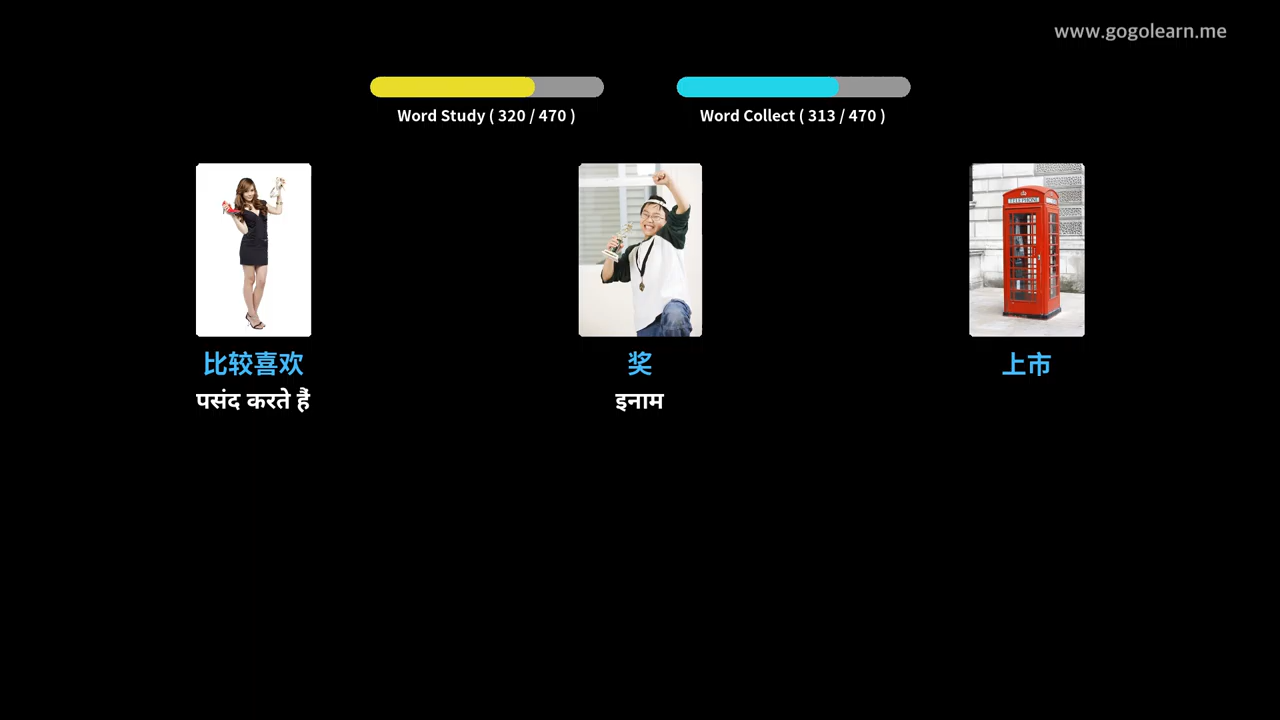 www.gogolearn.me
Word Study ( 320 / 470 )
Word Collect ( 313 / 470 )
TELEPHONE
比较喜欢
奖
上市
पसंद करते हैं
इनाम